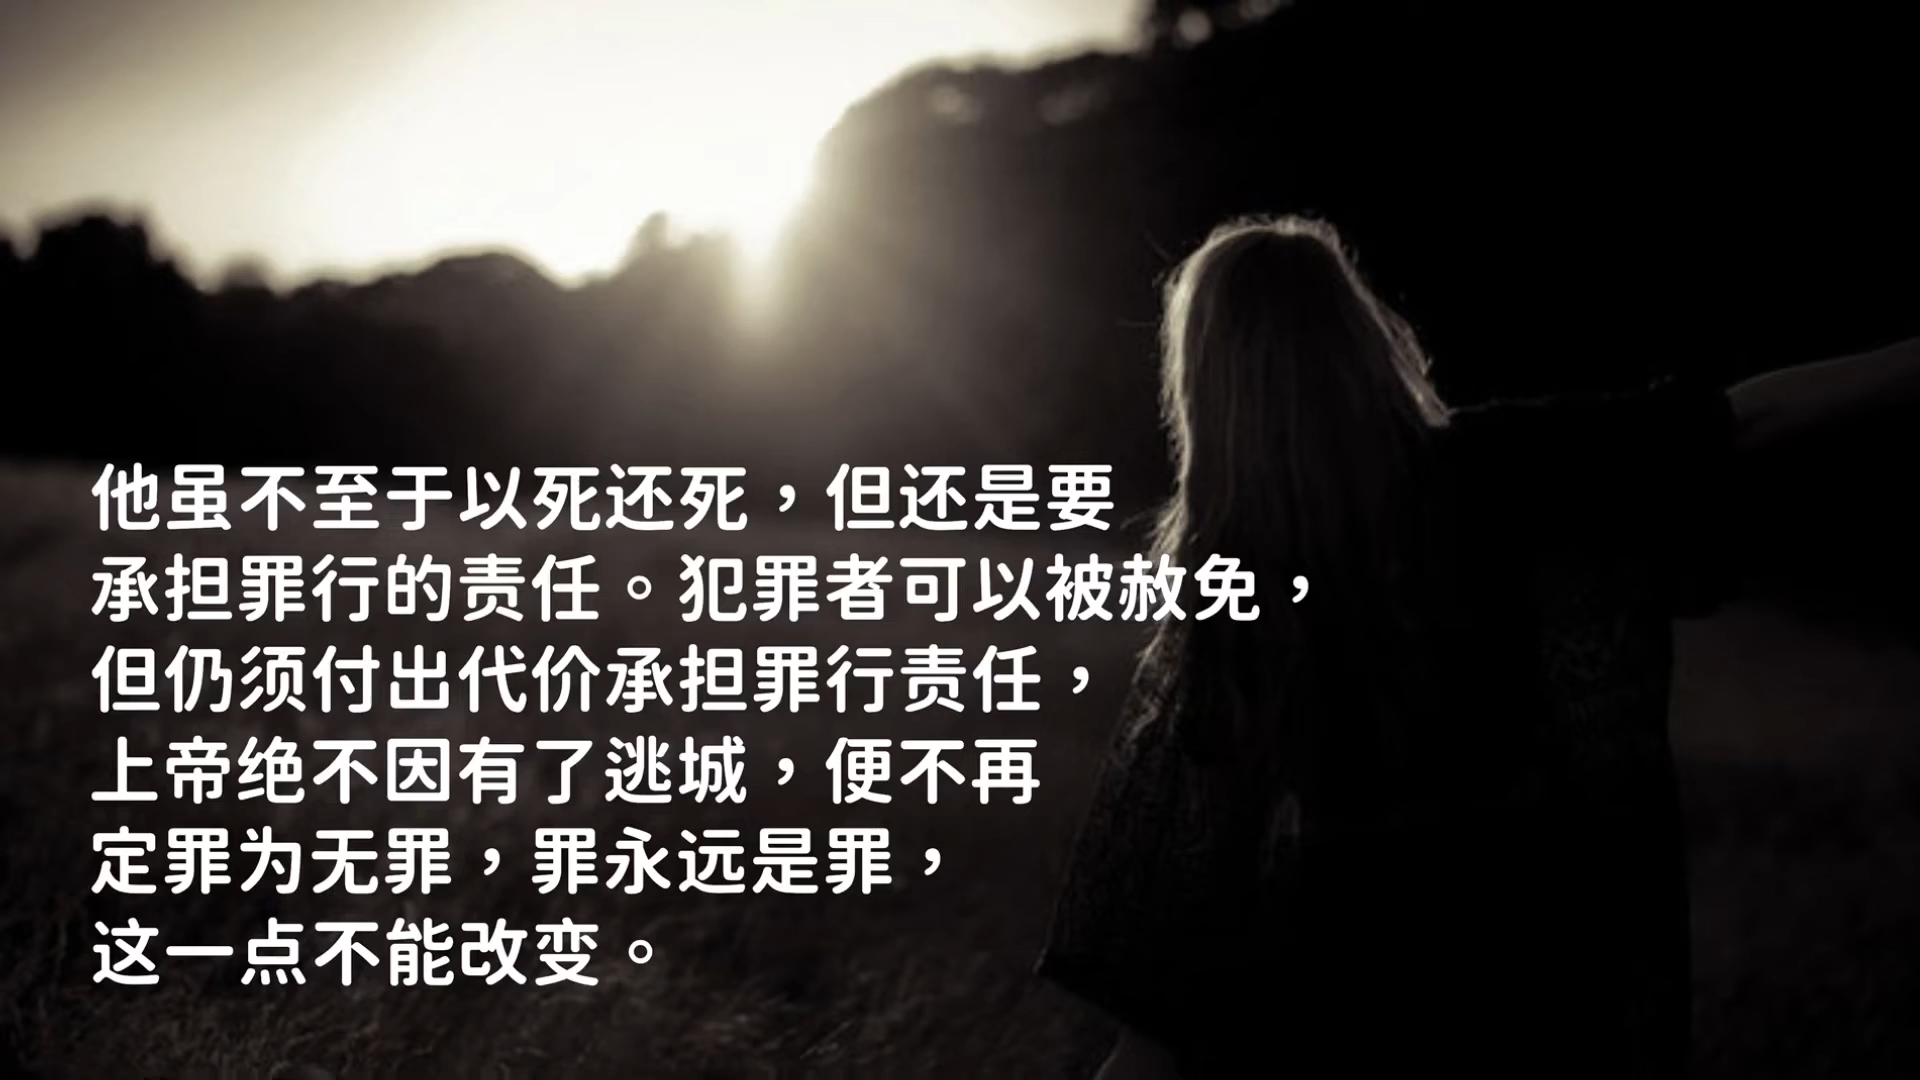 他虽不至于以死还死，但还是要
承担罪行的责任。犯罪者可以被赦免，
但仍须付出代价承担罪行责任，
上帝绝不因有了逃城，便不再
定罪为无罪，罪永远是罪，
这一点不能改变。